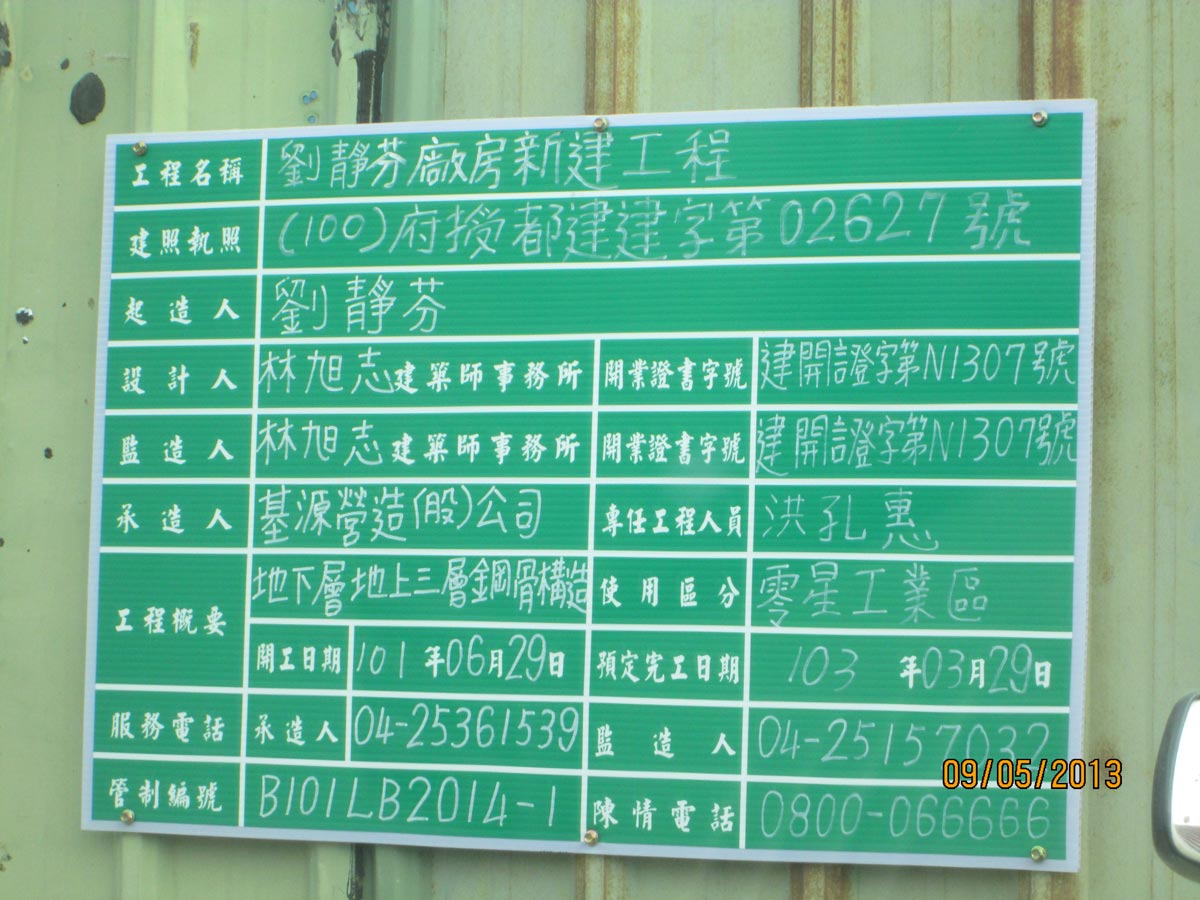 工程名稱 劉靜芬廠房新建工程
建照執照 (100)府授都建建字第02627號
起造人 劉靜芬
設計人 林旭志建築師事務所 開業證書字號 建開證字第N1307號
監造人 林旭志建築師事務所 開業證書字號 建開證字第N1307號
承造人 基源營造(股)公司 專任工程人員 洪孔惠
工程概要 地下層地上三層鋼骨構造 使用區分 零星工業區
開工日期 101年06月29日 預定完工日期 103年03月29日
服務電話 承造人 04-25361539 監造人 04-25157032
管制編號 B101LB2014-1 陳情電話 0800-066666
09/05/2013